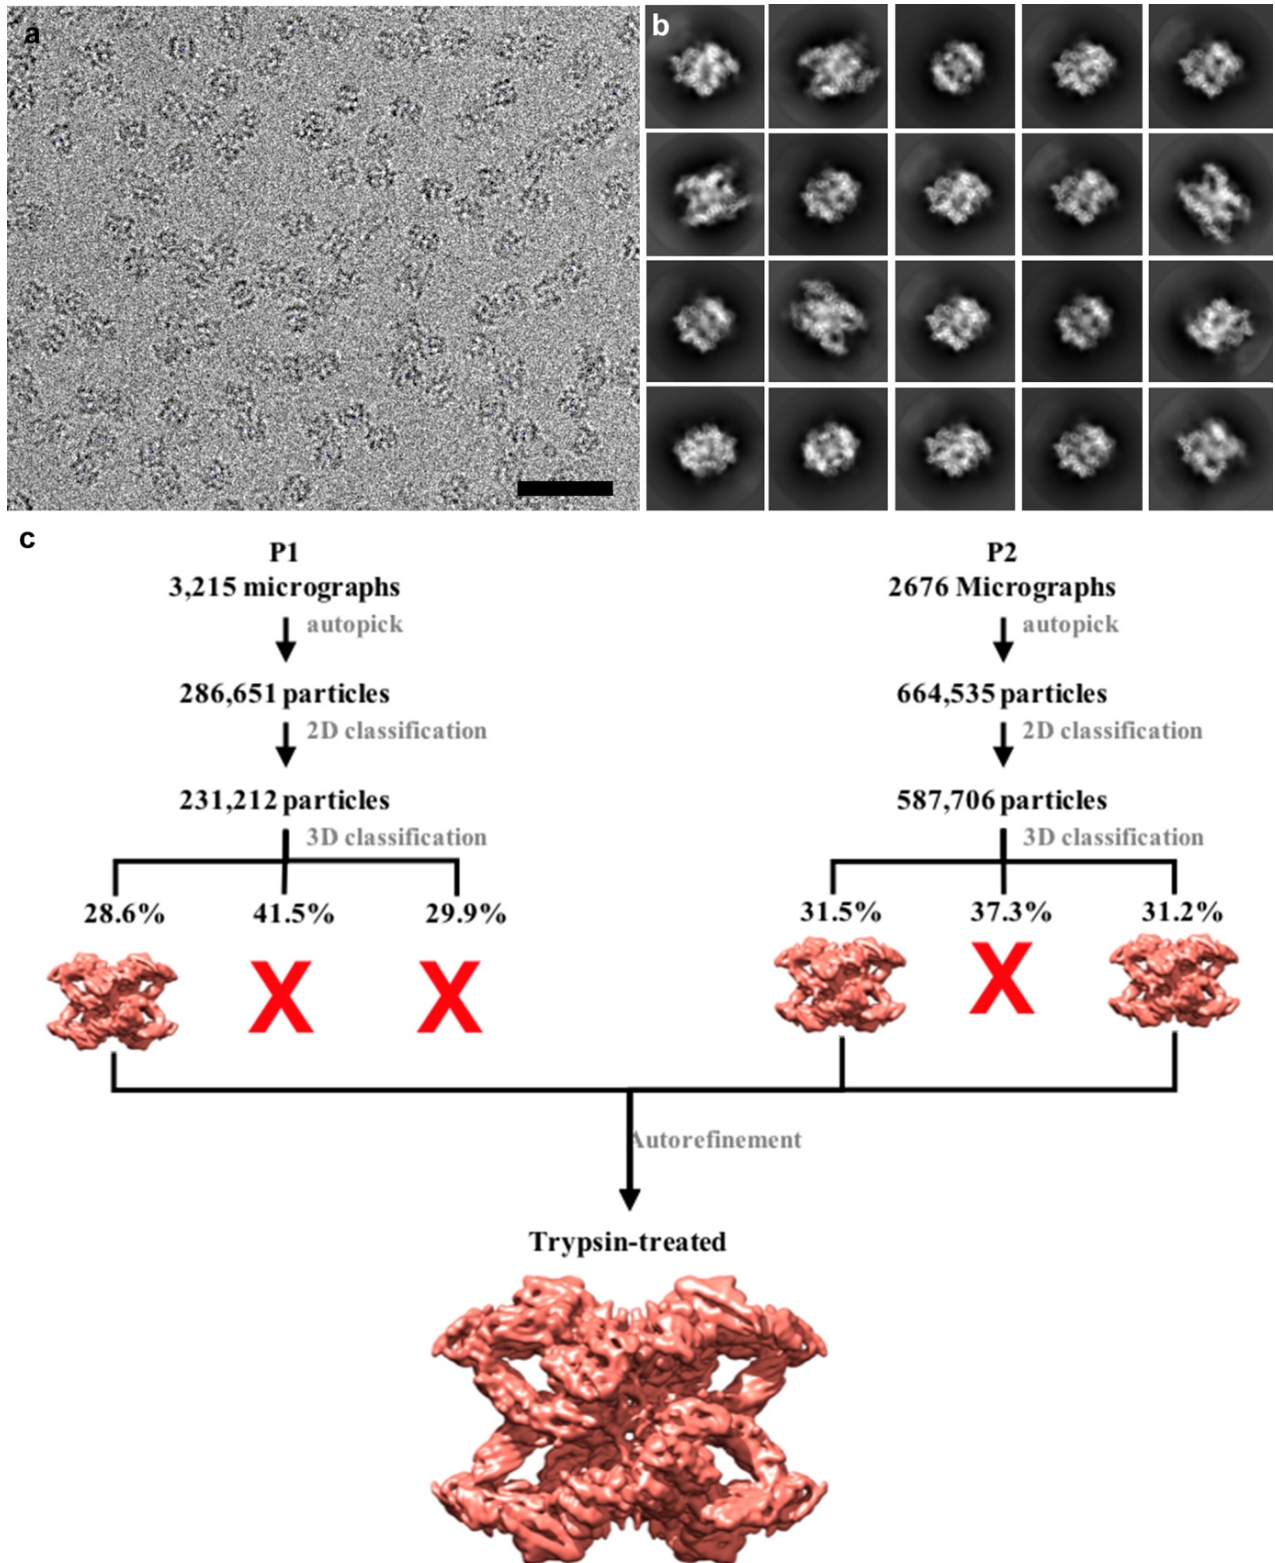 a
b
c
P1
3,215 micrographs
autopick
286,651 particles
2D classification
231,212 particles
3D classification
28.6% 41.5% 29.9%
X X
P2
2676 Micrographs
autopick
664,535 particles
2D classification
587,706 particles
3D classification
31.5% 37.3% 31.2%
X
Autorefinement
Trypsin-treated